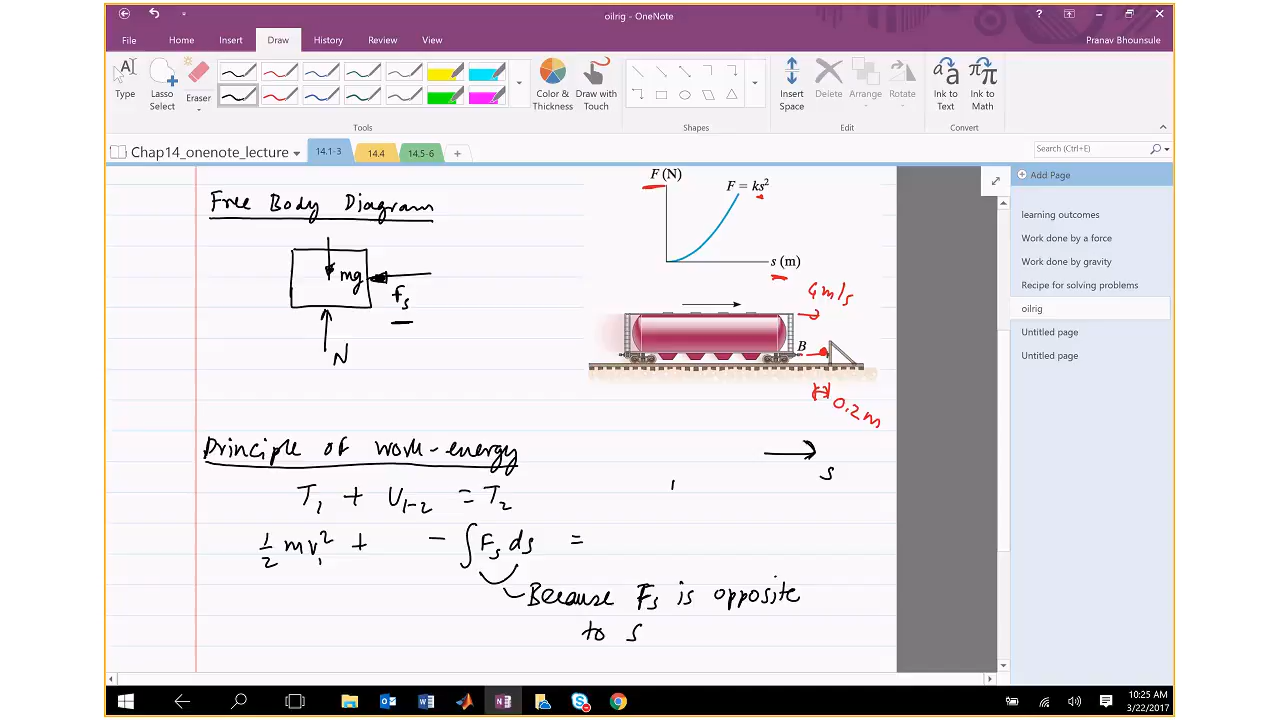 oilrig - OneNote
?
File Home Insert Draw History Review View
Pranav Bhounsule
Type
Lasso Select
Eraser
Color & Thickness
Draw with Touch
Insert Space
Delete
Arrange
Rotate
Ink to Text
Ink to Math
Tools
Shapes
Edit
Convert
Chap14_onenote_lecture
14.1-3
14.4
14.5-6
Search (Ctrl+E)
Add Page
learning outcomes
Work done by a force
Work done by gravity
Recipe for solving problems
oilrig
Untitled page
Untitled page
Free Body Diagram
mg
fs
N
F (N)
F = ks²
s (m)
4 m/s
B
0.2 m
s
Principle of work-energy
T₁ + U₁₋₂ = T₂
½ mv₁² + - ∫ Fs ds =
Because Fs is opposite
to s
10:25 AM
3/22/2017